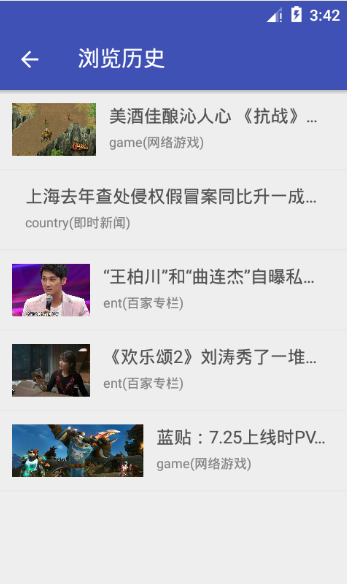 3:42
浏览历史
美酒佳酿沁人心 《抗战》...
game(网络游戏)
上海去年查处侵权假冒案同比升一成...
country(即时新闻)
“王柏川”和“曲连杰”自曝私...
ent(百家专栏)
《欢乐颂2》刘涛秀了一堆...
ent(百家专栏)
蓝贴：7.25上线时PV...
game(网络游戏)